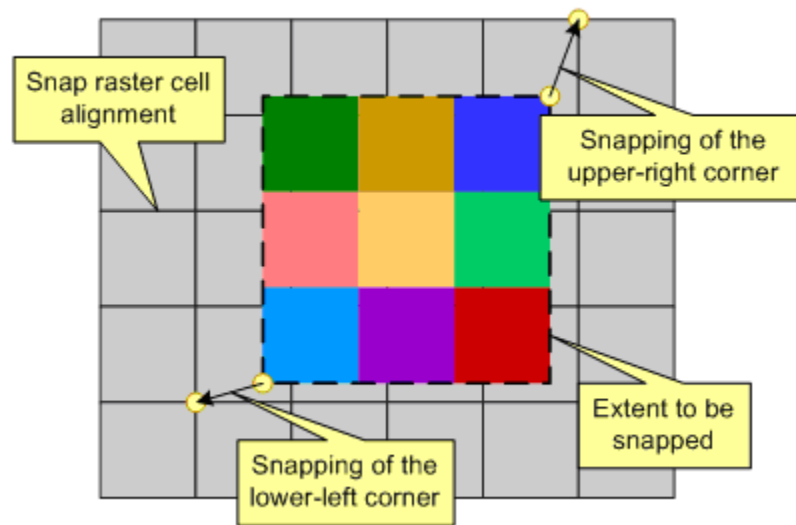 Snap raster cell
alignment
Snapping of the
upper-right corner
Extent to be
snapped
Snapping of the
lower-left corner